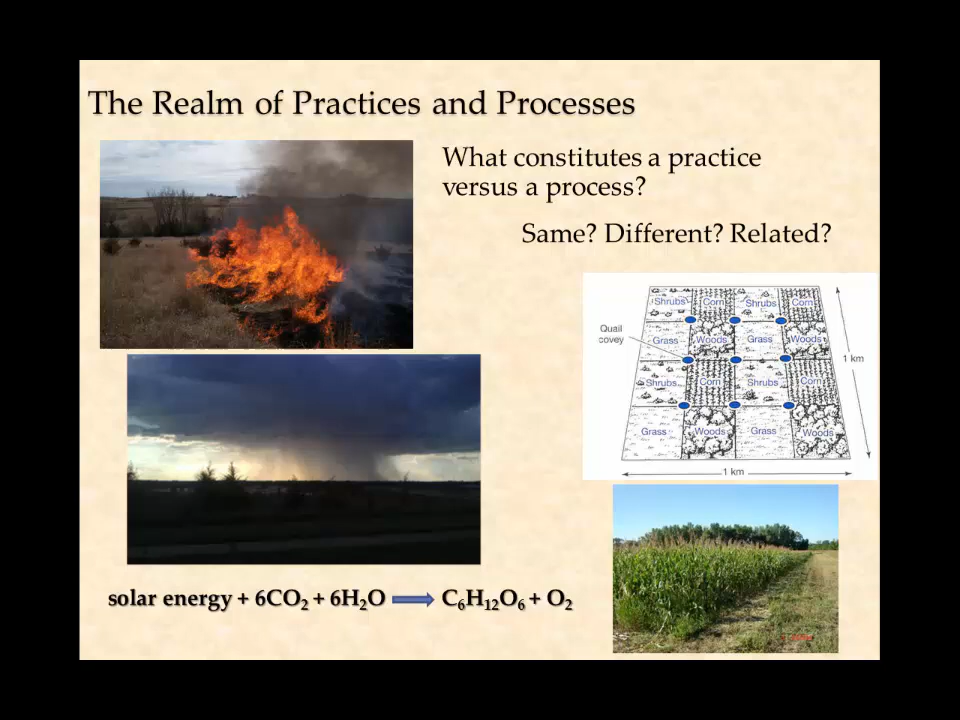 The Realm of Practices and Processes
What constitutes a practice
versus a process?
Same? Different? Related?
Shrubs Corn Shrubs Corn
Quail
covey
Grass Woods Grass Woods
1 km
Shrubs Corn Shrubs Corn
Grass Woods Grass Woods
1 km
solar energy + 6CO₂ + 6H₂O C₆H₁₂O₆ + O₂